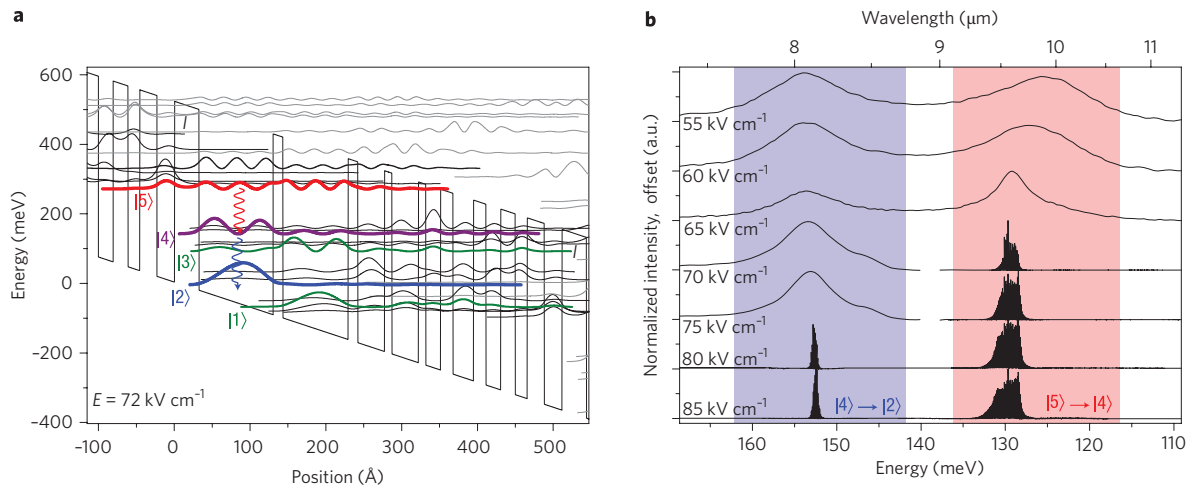 a
600
400
200
0
–200
–400
Energy (meV)
|5⟩
|4⟩
|3⟩
|2⟩
|1⟩
l
l
E = 72 kV cm⁻¹
–100 0 100 200 300 400 500
Position (Å)
b
Wavelength (μm)
8 9 10 11
Normalized intensity, offset (a.u.)
55 kV cm⁻¹
60 kV cm⁻¹
65 kV cm⁻¹
70 kV cm⁻¹
75 kV cm⁻¹
80 kV cm⁻¹
85 kV cm⁻¹
|4⟩ → |2⟩
|5⟩ → |4⟩
160 150 140 130 120 110
Energy (meV)